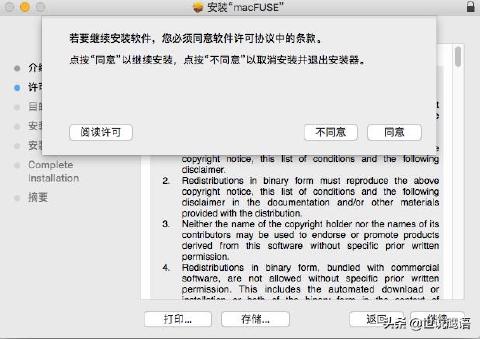 安装“macFUSE”
若要继续安装软件，您必须同意软件许可协议中的条款。
点按“同意”以继续安装，点按“不同意”以取消安装并退出安装器。
阅读许可
不同意
同意
介绍
许可
目
安装
安装
Complete
Installation
摘要
copyright notice, this list of conditions and the following
disclaimer.
2. Redistributions in binary form must reproduce the above
copyright notice, this list of conditions and the following
disclaimer in the documentation and/or other materials
provided with the distribution.
3. Neither the name of the copyright holder nor the names of its
contributors may be used to endorse or promote products
derived from this software without specific prior written
permission.
4. Redistributions in binary form, bundled with commercial
software, are not allowed without specific prior written
permission. This includes the automated download or
installation or both of the binary form in the context of
打印...
存储...
返回
头条 @世说鹰语